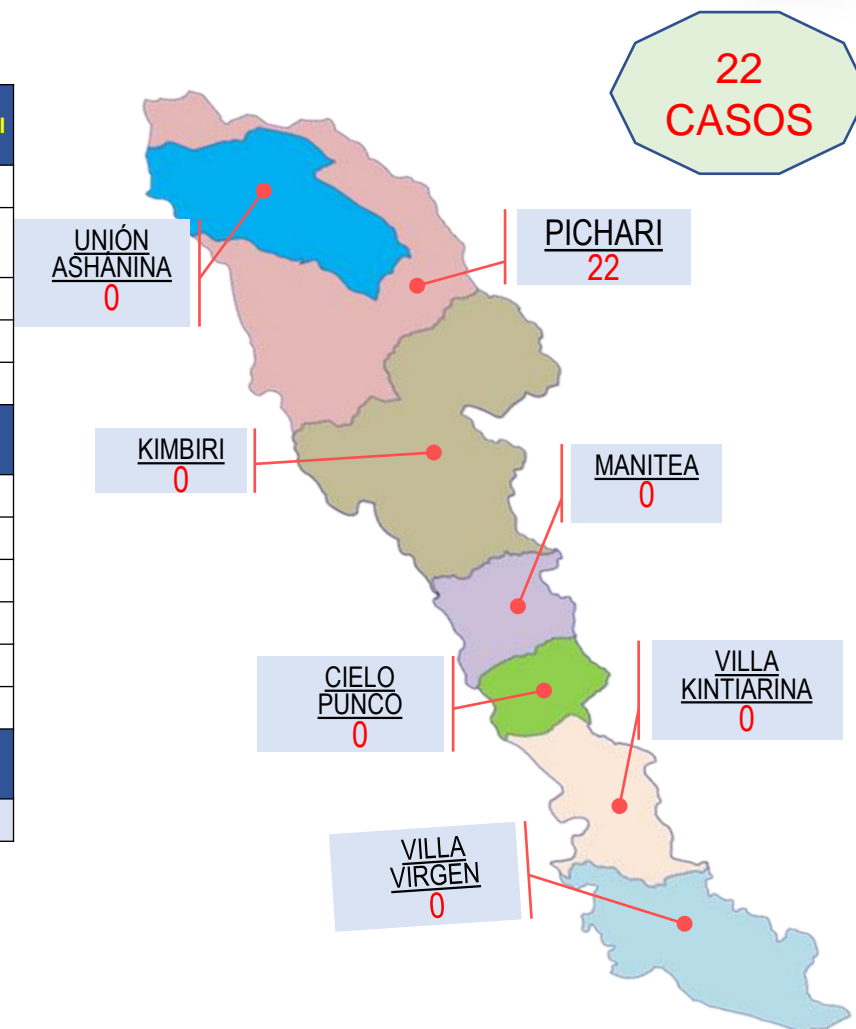 22
CASOS
I
UNIÓN
ASHÁNINA
0
PICHARI
22
KIMBIRI
0
MANITEA
0
CIELO
PUNCO
0
VILLA
KINTIARINA
0
VILLA
VIRGEN
0